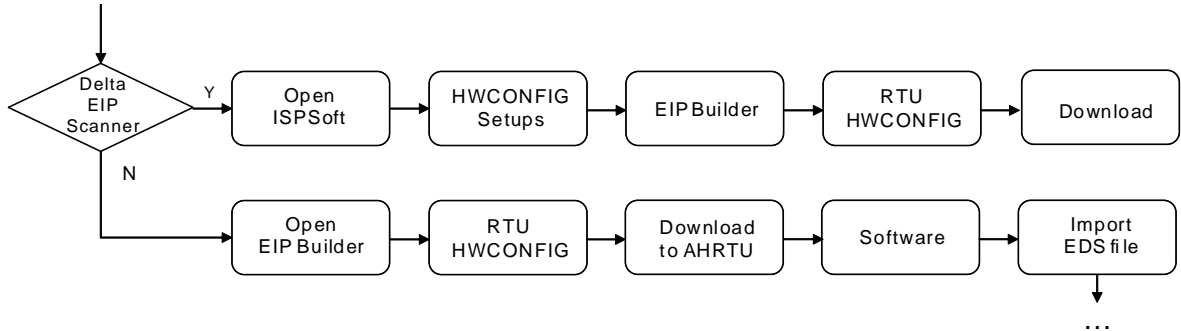 Delta
EIP
Scanner
Y
Open
ISPSoft
HWCONFIG
Setups
EIP Builder
RTU
HWCONFIG
Download
N
Open
EIP Builder
RTU
HWCONFIG
Download
to AHRTU
Software
Import
EDS file
...